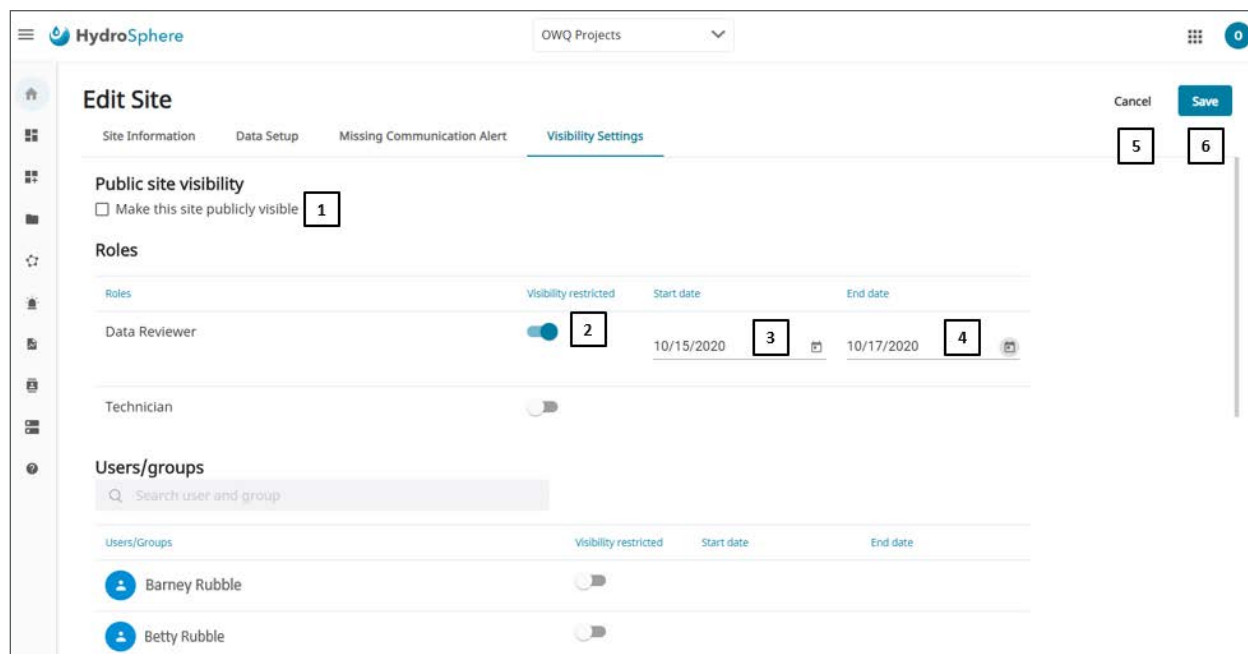 HydroSphere
OWQ Projects
O
Edit Site
Cancel
Save
Site Information Data Setup Missing Communication Alert Visibility Settings
5 6
Public site visibility
Make this site publicly visible 1
Roles
Roles Visibility restricted Start date End date
Data Reviewer 2
10/15/2020 3 10/17/2020 4
Technician
Users/groups
Search user and group
Users/Groups Visibility restricted Start date End date
Barney Rubble
Betty Rubble